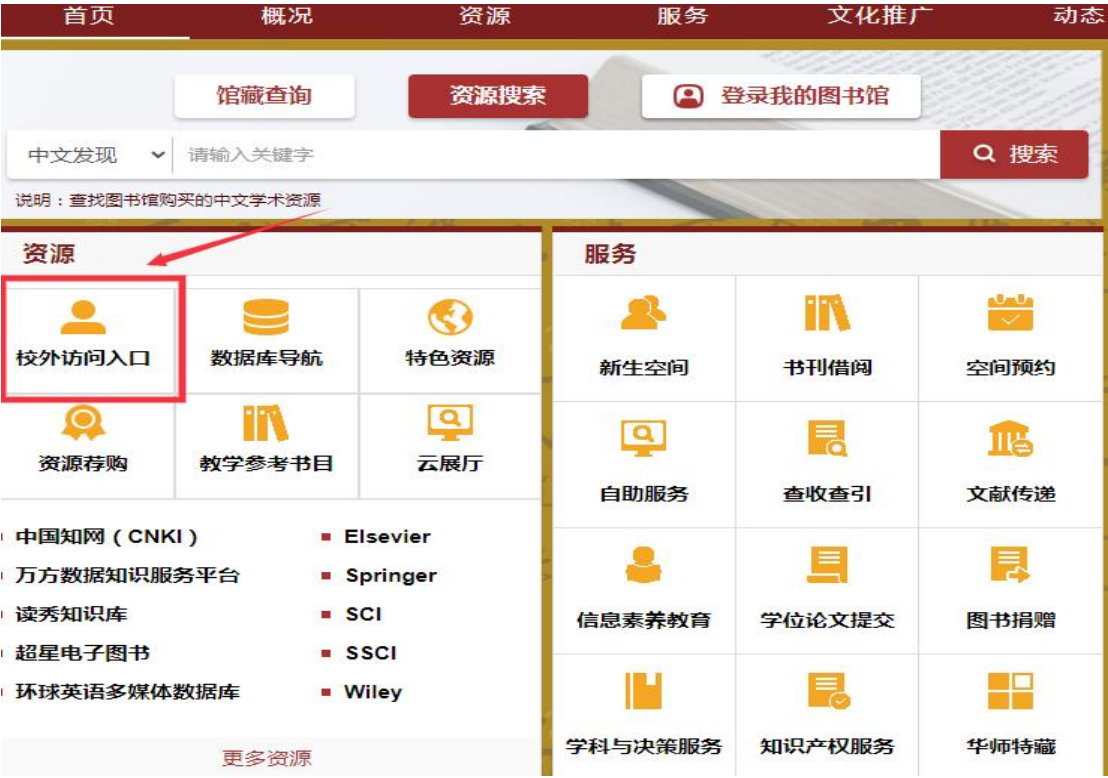 首页 概况 资源 服务 文化推广 动态
馆藏查询 资源搜索 登录我的图书馆
中文发现 请输入关键字 搜索
说明：查找图书馆购买的中文学术资源
资源
校外访问入口 数据库导航 特色资源
资源荐购 教学参考书目 云展厅
中国知网（CNKI） Elsevier
万方数据知识服务平台 Springer
读秀知识库 SCI
超星电子图书 SSCI
环球英语多媒体数据库 Wiley
更多资源
服务
新生空间 书刊借阅 空间预约
自助服务 查收查引 文献传递
信息素养教育 学位论文提交 图书捐赠
学科与决策服务 知识产权服务 华师特藏